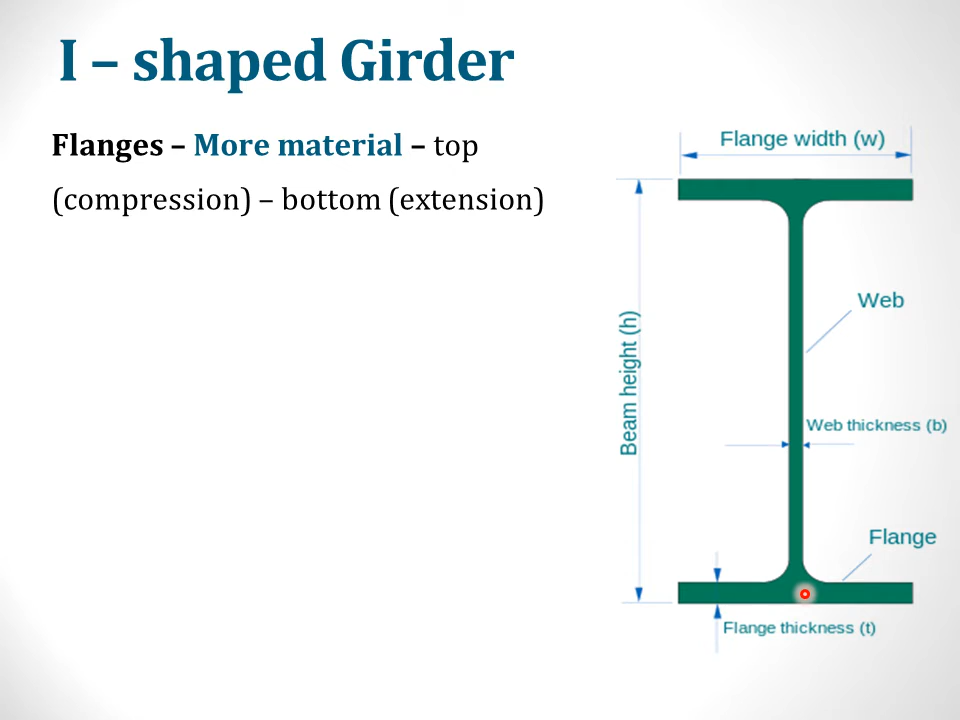 I – shaped Girder
Flanges – More material – top
(compression) – bottom (extension)
Flange width (w)
Web
Beam height (h)
Web thickness (b)
Flange
Flange thickness (t)